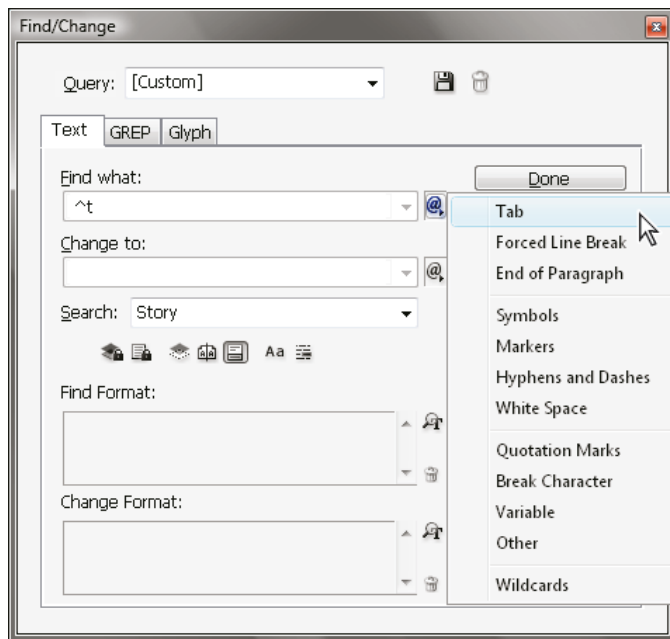 Find/Change
Query: [Custom]
Text GREP Glyph
Find what: Done
^t @
Tab
Forced Line Break
End of Paragraph
Symbols
Markers
Hyphens and Dashes
White Space
Quotation Marks
Break Character
Variable
Other
Wildcards
Change to:
@
Search: Story
Aa
Find Format:
Change Format: